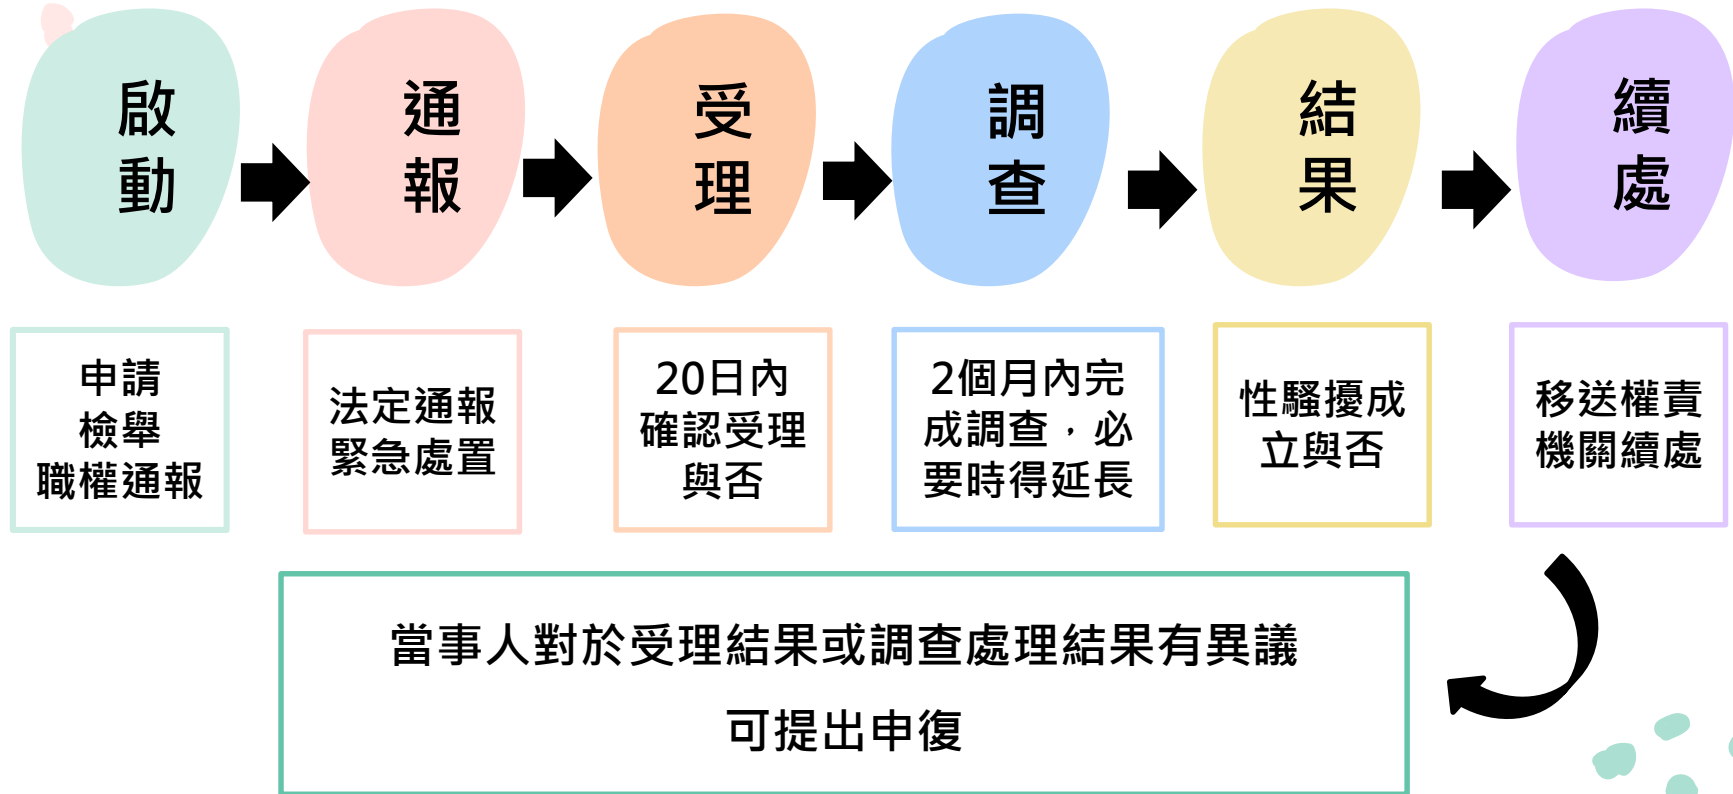 啟動
通報
受理
調查
結果
續處
申請
檢舉
職權通報
法定通報
緊急處置
20日內
確認受理
與否
2個月內完
成調查，必
要時得延長
性騷擾成
立與否
移送權責
機關續處
當事人對於受理結果或調查處理結果有異議
可提出申復